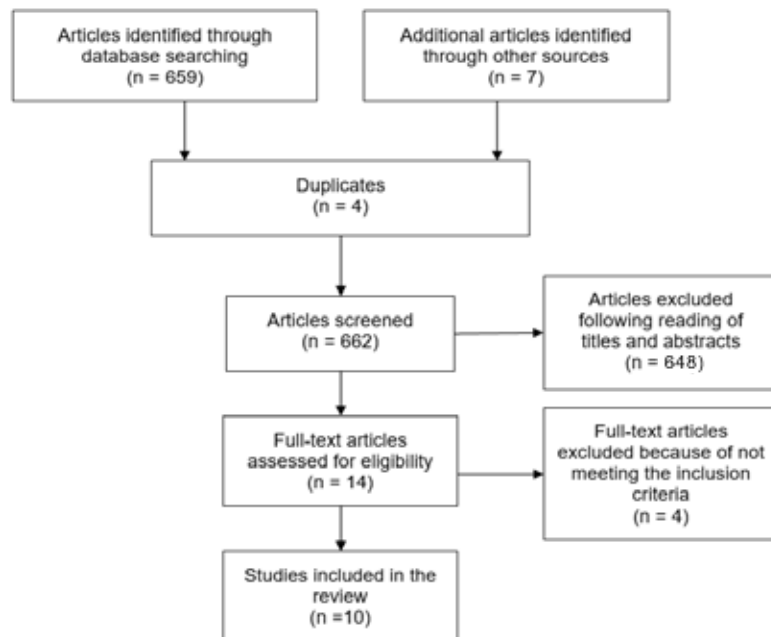 Articles identified through
database searching
(n = 659)
Additional articles identified
through other sources
(n = 7)
Duplicates
(n = 4)
Articles screened
(n = 662)
Articles excluded
following reading of
titles and abstracts
(n = 648)
Full-text articles
assessed for eligibility
(n = 14)
Full-text articles
excluded because of not
meeting the inclusion
criteria
(n = 4)
Studies included in the
review
(n =10)